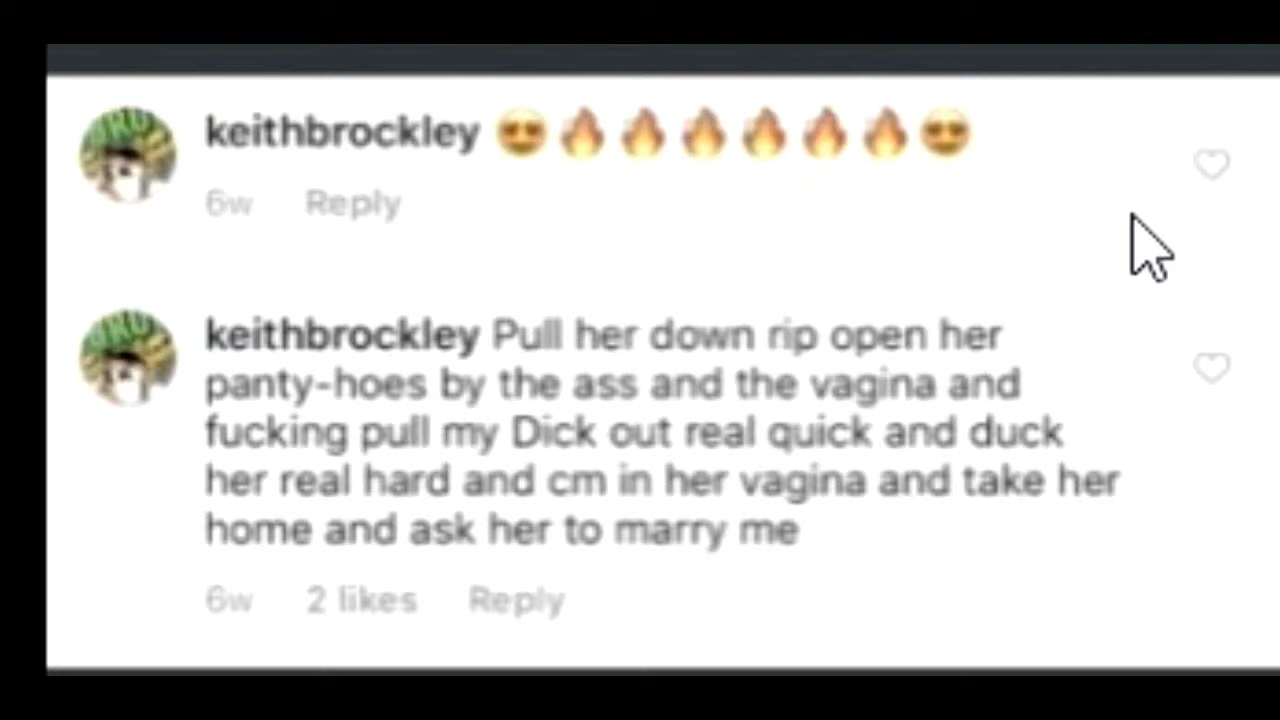 keithbrockley 😍🔥🔥🔥🔥🔥🔥😍
6w Reply
keithbrockley Pull her down rip open her
panty-hoes by the ass and the vagina and
fucking pull my Dick out real quick and duck
her real hard and cm in her vagina and take her
home and ask her to marry me
6w 2 likes Reply